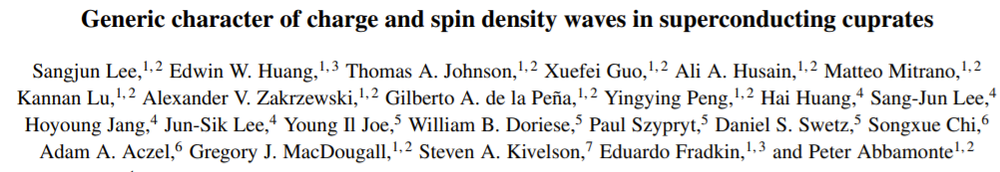 Generic character of charge and spin density waves in superconducting cuprates
Sangjun Lee,1,2 Edwin W. Huang,1,3 Thomas A. Johnson,1,2 Xuefei Guo,1,2 Ali A. Husain,1,2 Matteo Mitrano,1,2
Kannan Lu,1,2 Alexander V. Zakrzewski,1,2 Gilberto A. de la Peña,1,2 Yingying Peng,1,2 Hai Huang,4 Sang-Jun Lee,4
Hoyoung Jang,4 Jun-Sik Lee,4 Young Il Joe,5 William B. Doriese,5 Paul Szypryt,5 Daniel S. Swetz,5 Songxue Chi,6
Adam A. Aczel,6 Gregory J. MacDougall,1,2 Steven A. Kivelson,7 Eduardo Fradkin,1,3 and Peter Abbamonte1,2